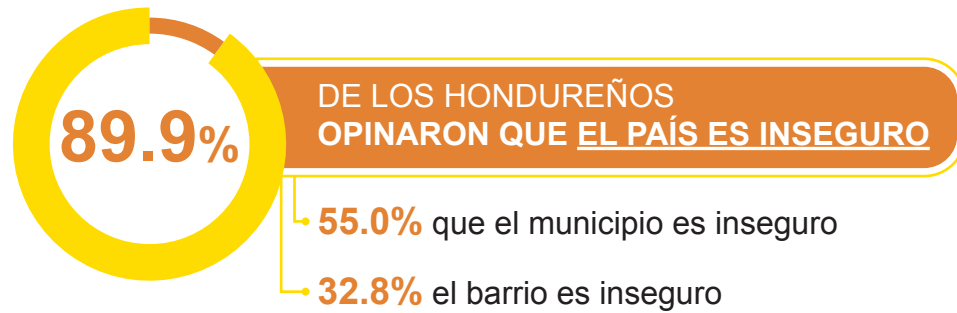 89.9%
DE LOS HONDUREÑOS
OPINARON QUE EL PAÍS ES INSEGURO
55.0% que el municipio es inseguro
32.8% el barrio es inseguro